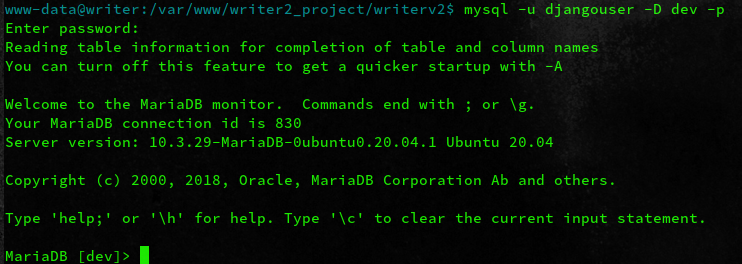 www-data@writer:/var/www/writer2_project/writerv2$ mysql -u djangouser -D dev -p
Enter password:
Reading table information for completion of table and column names
You can turn off this feature to get a quicker startup with -A
Welcome to the MariaDB monitor.  Commands end with ; or \g.
Your MariaDB connection id is 830
Server version: 10.3.29-MariaDB-0ubuntu0.20.04.1 Ubuntu 20.04
Copyright (c) 2000, 2018, Oracle, MariaDB Corporation Ab and others.
Type 'help;' or '\h' for help. Type '\c' to clear the current input statement.
MariaDB [dev]>